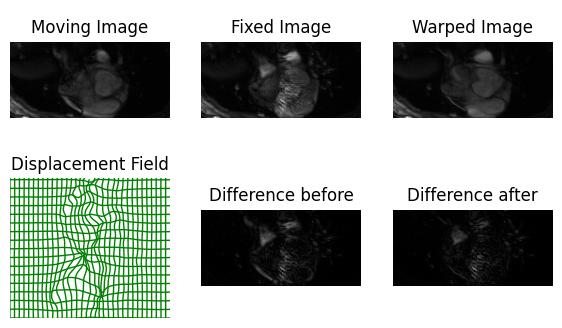 Moving Image
Fixed Image
Warped Image
Displacement Field
Difference before
Difference after